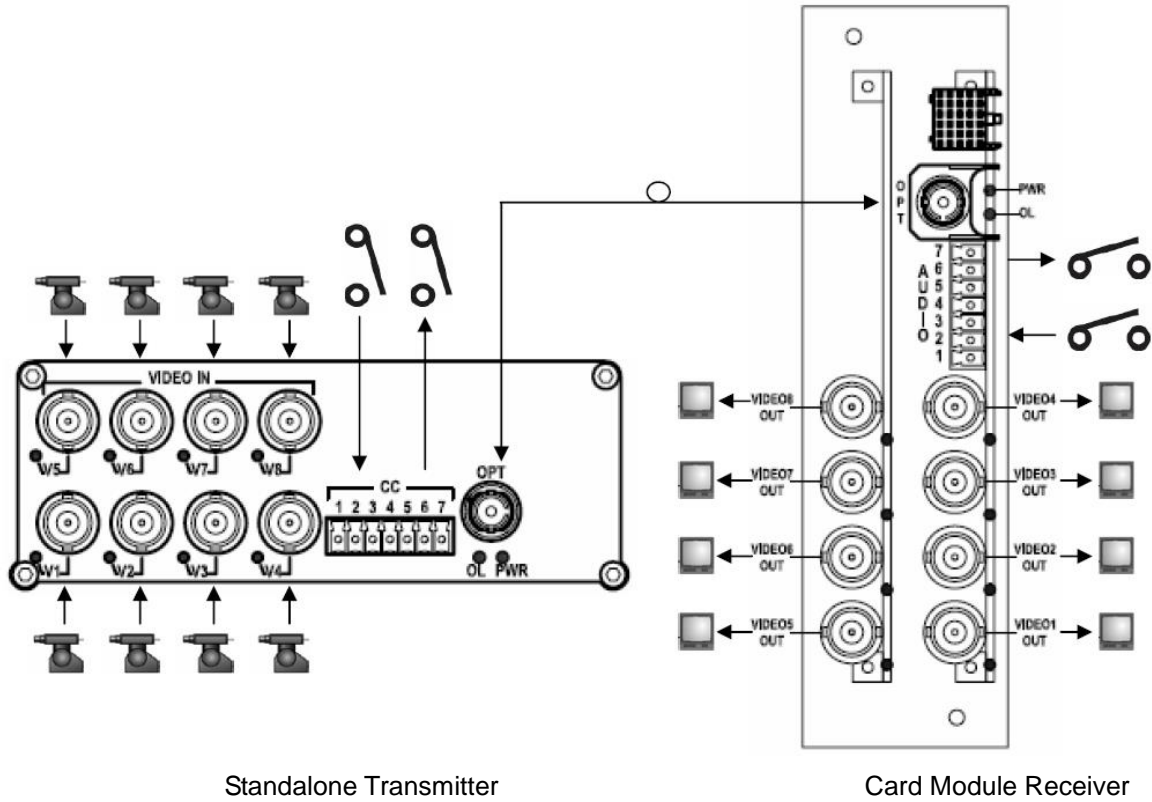 VIDEO IN
V5 V6 V7 V8
V1 V2 V3 V4
CC
1 2 3 4 5 6 7
OPT
OL PWR
Standalone Transmitter
OPT
PWR
OL
AUDIO
7
6
5
4
3
2
1
VIDEO8
OUT
VIDEO4
OUT
VIDEO7
OUT
VIDEO3
OUT
VIDEO6
OUT
VIDEO2
OUT
VIDEO5
OUT
VIDEO1
OUT
Card Module Receiver